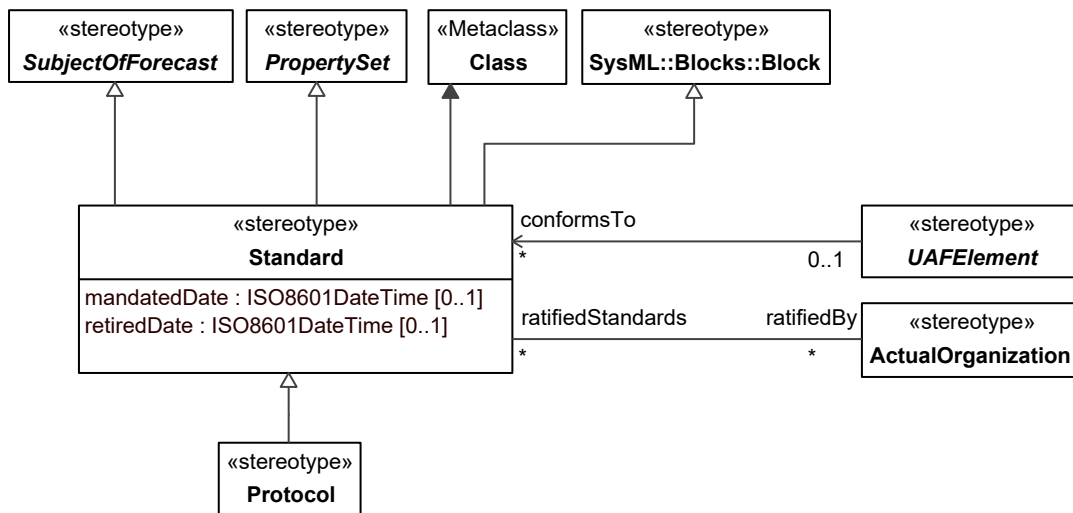 «stereotype»
SubjectOfForecast
«stereotype»
PropertySet
«Metaclass»
Class
«stereotype»
SysML::Blocks::Block
«stereotype»
Standard
mandatedDate : ISO8601DateTime [0..1]
retiredDate : ISO8601DateTime [0..1]
conformsTo
*
0..1
«stereotype»
UAFElement
ratifiedStandards
*
ratifiedBy
*
«stereotype»
ActualOrganization
«stereotype»
Protocol